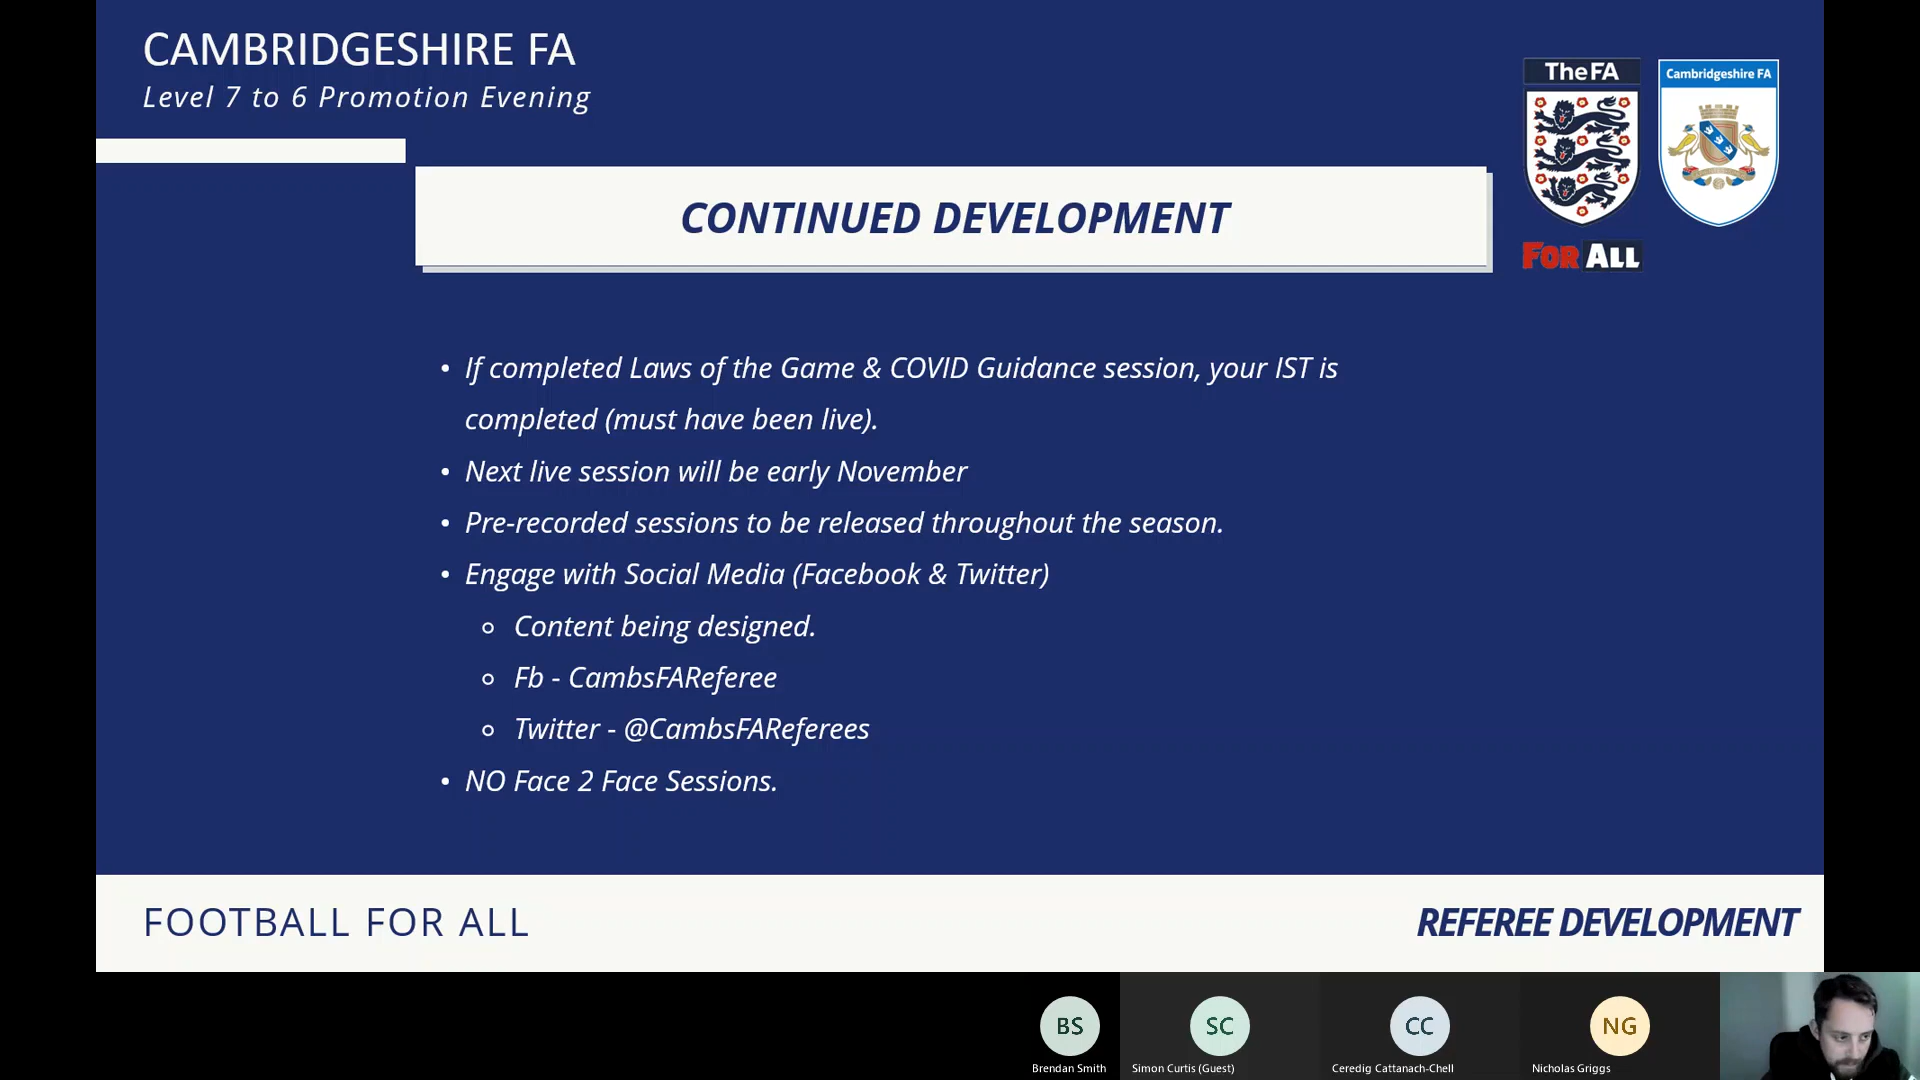 CAMBRIDGESHIRE FA
Level 7 to 6 Promotion Evening
TheFA
Cambridgeshire FA
FOR ALL
CONTINUED DEVELOPMENT
• If completed Laws of the Game & COVID Guidance session, your IST is
completed (must have been live).
• Next live session will be early November
• Pre-recorded sessions to be released throughout the season.
• Engage with Social Media (Facebook & Twitter)
○ Content being designed.
○ Fb - CambsFAReferee
○ Twitter - @CambsFAReferees
• NO Face 2 Face Sessions.
FOOTBALL FOR ALL
REFEREE DEVELOPMENT
BS
SC
CC
NG
Brendan Smith
Simon Curtis (Guest)
Ceredig Cattanach-Chell
Nicholas Griggs